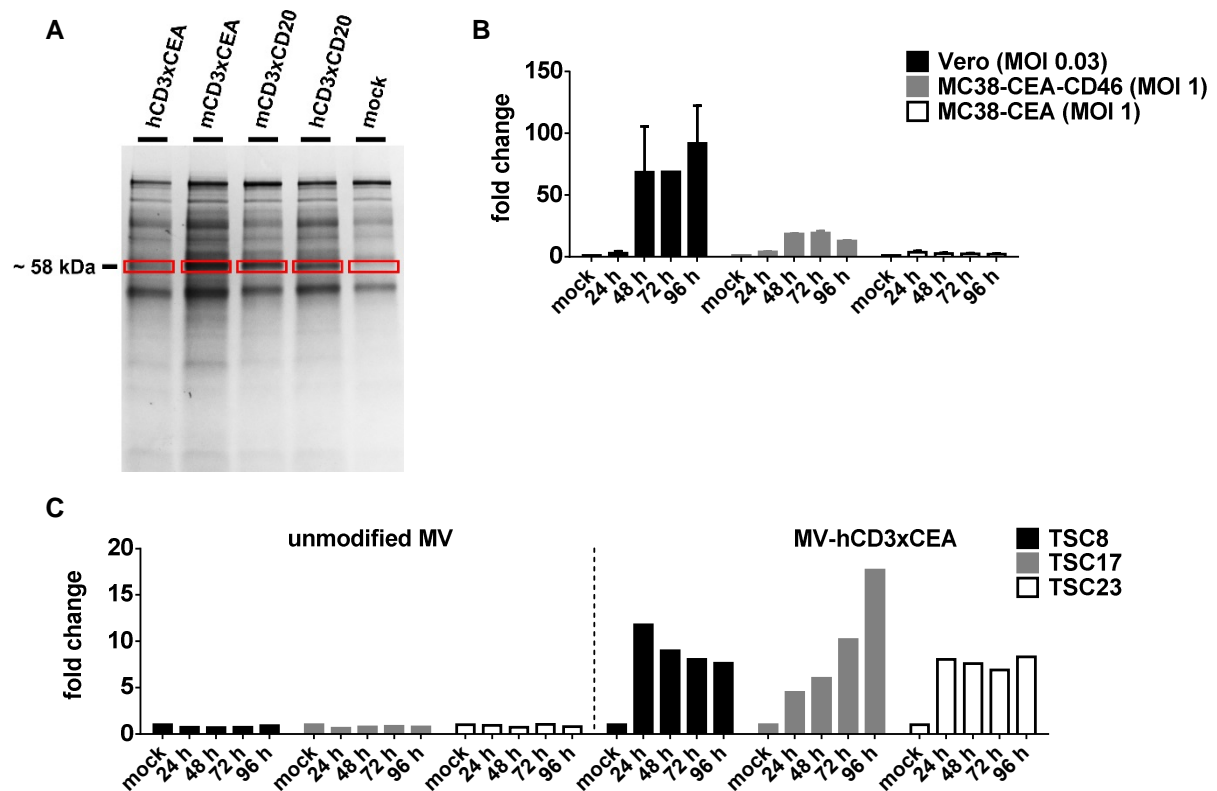 A
hCD3xCEA
mCD3xCEA
mCD3xCD20
hCD3xCD20
mock
~ 58 kDa
B
fold change
150
100
50
0
mock
24 h
48 h
72 h
96 h
mock
24 h
48 h
72 h
96 h
mock
24 h
48 h
72 h
96 h
Vero (MOI 0.03)
MC38-CEA-CD46 (MOI 1)
MC38-CEA (MOI 1)
C
unmodified MV
MV-hCD3xCEA
TSC8
TSC17
TSC23
fold change
20
15
10
5
0
mock
24 h
48 h
72 h
96 h
mock
24 h
48 h
72 h
96 h
mock
24 h
48 h
72 h
96 h
mock
24 h
48 h
72 h
96 h
mock
24 h
48 h
72 h
96 h
mock
24 h
48 h
72 h
96 h